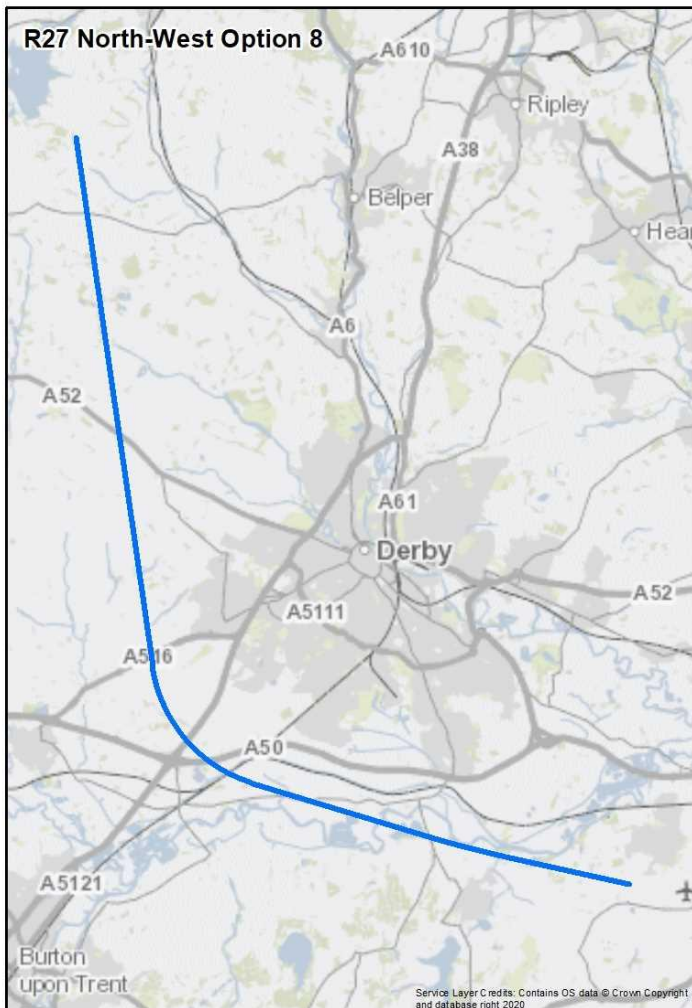 R27 North-West Option 8
A610
Ripley
A38
Belper
Hear
A6
A52
A61
Derby
A52
A5111
A516
A50
A5121
Burton
upon Trent
Service Layer Credits: Contains OS data © Crown Copyright
and database right 2020